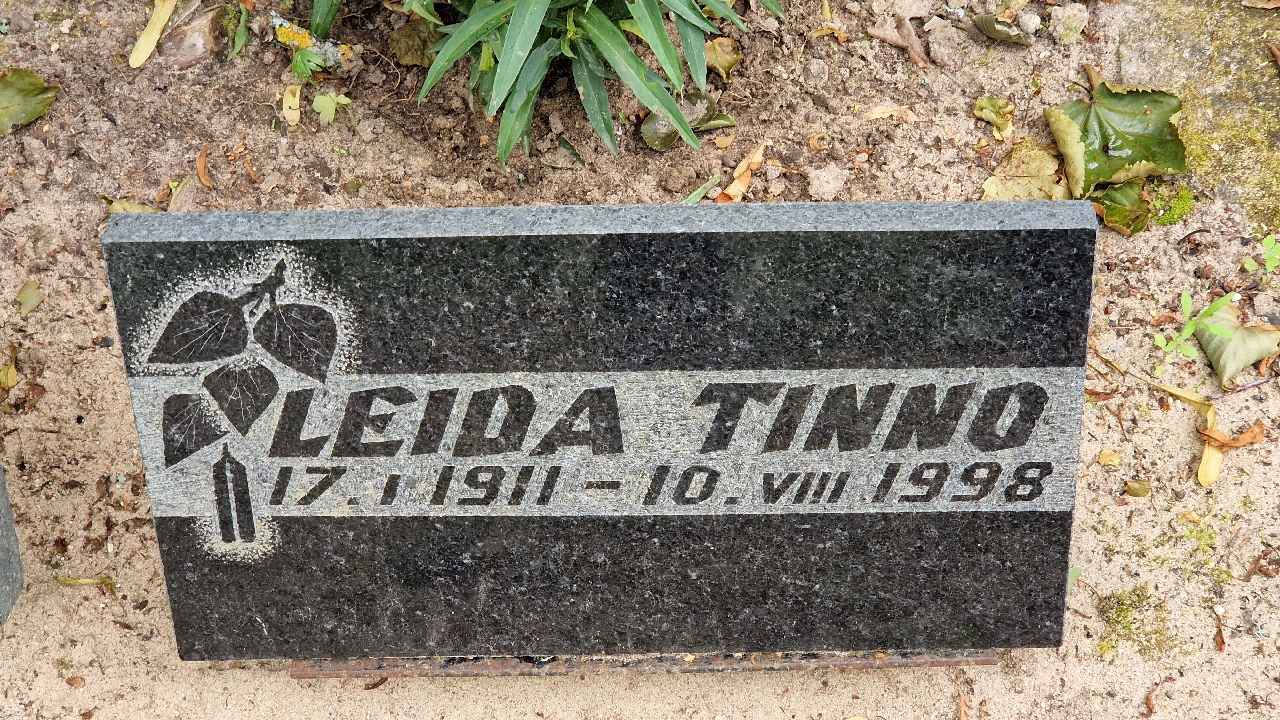 LEIDA TINNO
17. I 1911 - 10. VIII 1998